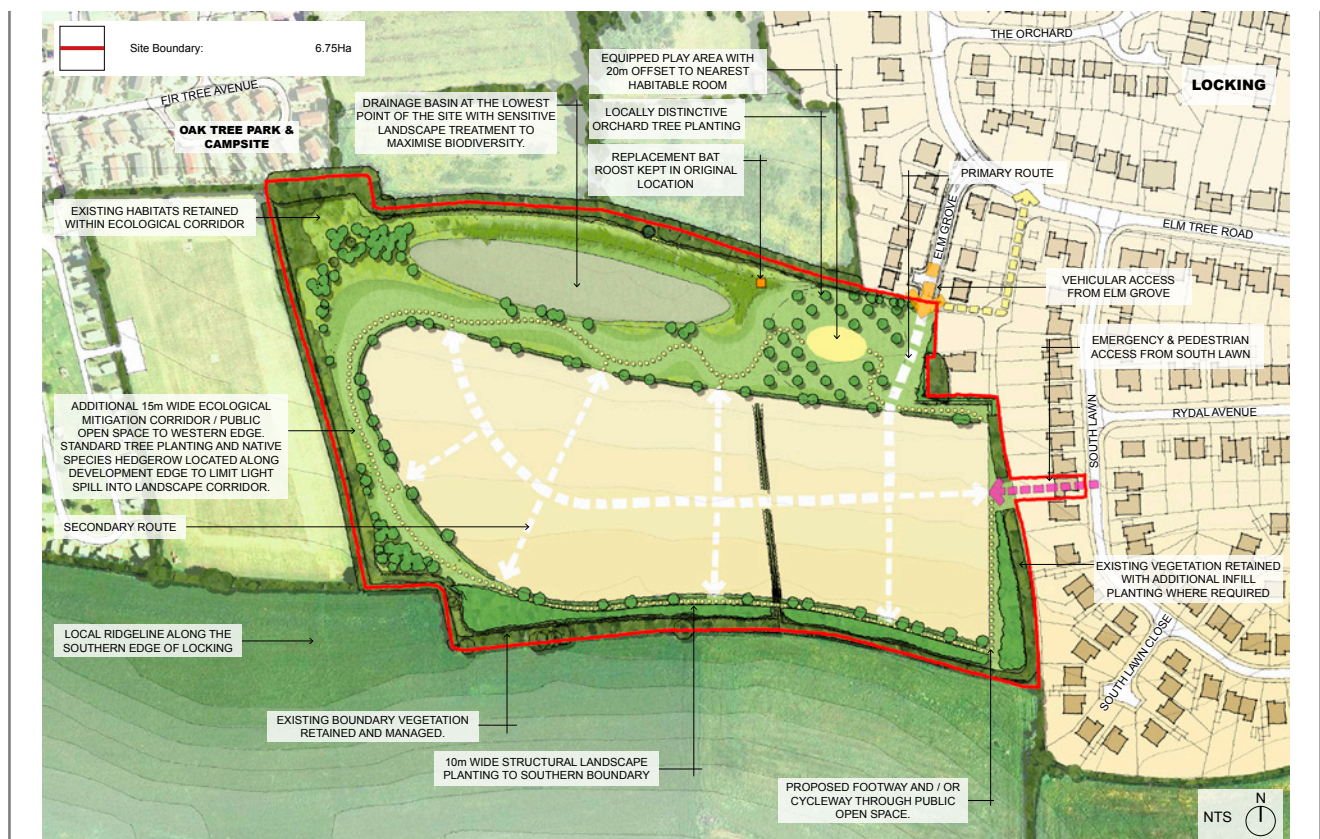 Site Boundary: 6.75Ha
FIR TREE AVENUE
OAK TREE PARK &
CAMPSITE
DRAINAGE BASIN AT THE LOWEST
POINT OF THE SITE WITH SENSITIVE
LANDSCAPE TREATMENT TO
MAXIMISE BIODIVERSITY.
EQUIPPED PLAY AREA WITH
20m OFFSET TO NEAREST
HABITABLE ROOM
LOCALLY DISTINCTIVE
ORCHARD TREE PLANTING
REPLACEMENT BAT
ROOST KEPT IN ORIGINAL
LOCATION
THE ORCHARD
LOCKING
PRIMARY ROUTE
ELM GROVE
ELM TREE ROAD
EXISTING HABITATS RETAINED
WITHIN ECOLOGICAL CORRIDOR
VEHICULAR ACCESS
FROM ELM GROVE
EMERGENCY & PEDESTRIAN
ACCESS FROM SOUTH LAWN
ADDITIONAL 15m WIDE ECOLOGICAL
MITIGATION CORRIDOR / PUBLIC
OPEN SPACE TO WESTERN EDGE.
STANDARD TREE PLANTING AND NATIVE
SPECIES HEDGEROW LOCATED ALONG
DEVELOPMENT EDGE TO LIMIT LIGHT
SPILL INTO LANDSCAPE CORRIDOR.
RYDAL AVENUE
SOUTH LAWN
SECONDARY ROUTE
EXISTING VEGETATION RETAINED
WITH ADDITIONAL INFILL
PLANTING WHERE REQUIRED
LOCAL RIDGELINE ALONG THE
SOUTHERN EDGE OF LOCKING
SOUTH LAWN CLOSE
EXISTING BOUNDARY VEGETATION
RETAINED AND MANAGED.
10m WIDE STRUCTURAL LANDSCAPE
PLANTING TO SOUTHERN BOUNDARY
PROPOSED FOOTWAY AND / OR
CYCLEWAY THROUGH PUBLIC
OPEN SPACE.
N
NTS